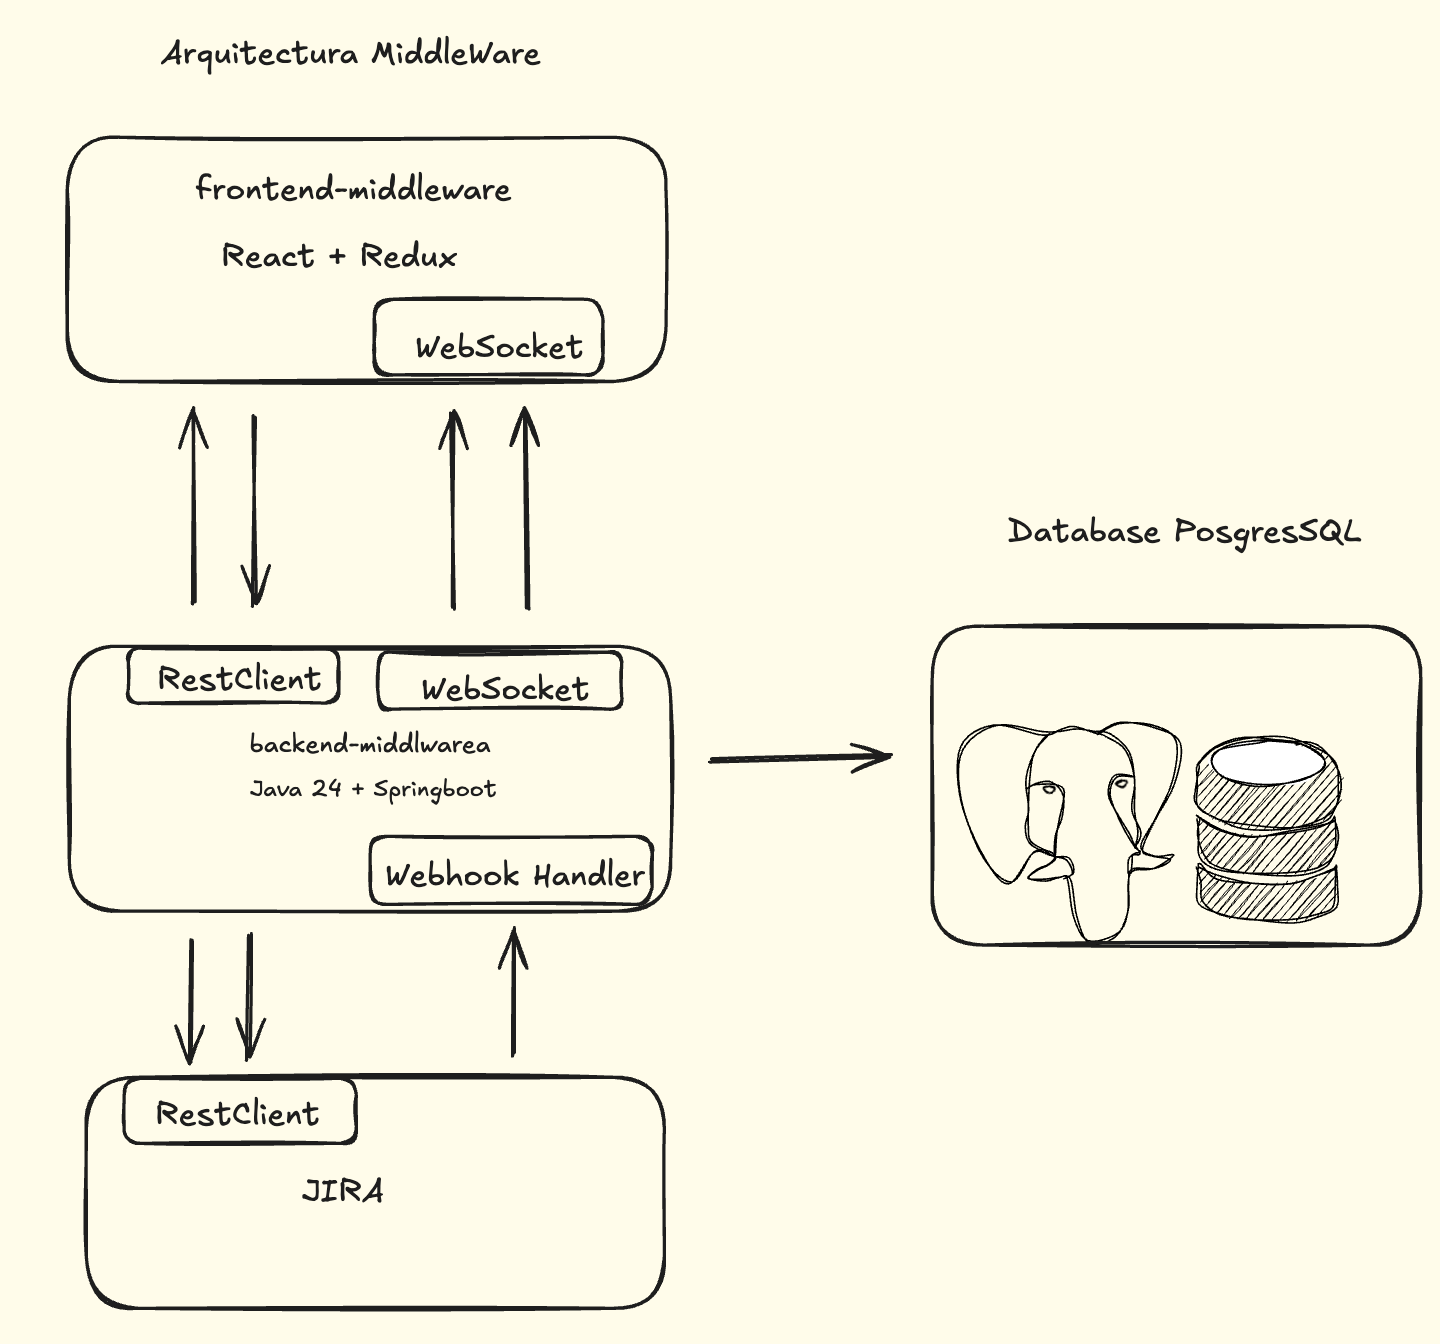 Arquitectura MiddleWare
frontend-middleware
React + Redux
WebSocket
Database PosgresSQL
RestClient
WebSocket
backend-middlwarea
Java 24 + Springboot
Webhook Handler
RestClient
JIRA